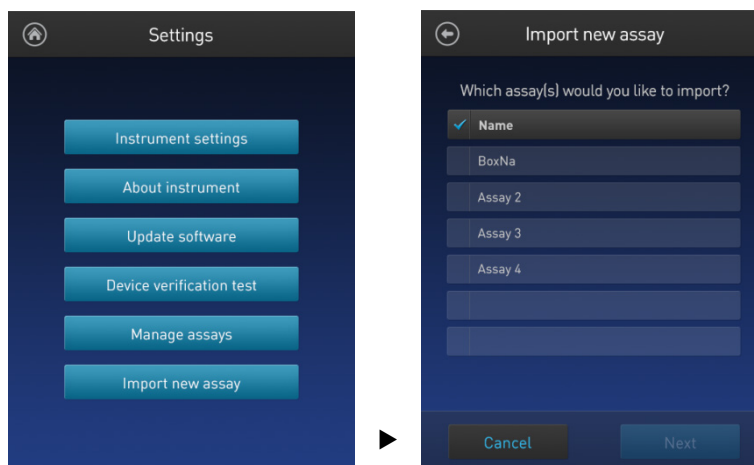 Settings
Instrument settings
About instrument
Update software
Device verification test
Manage assays
Import new assay
Import new assay
Which assay(s) would you like to import?
Name
BoxNa
Assay 2
Assay 3
Assay 4
Cancel
Next